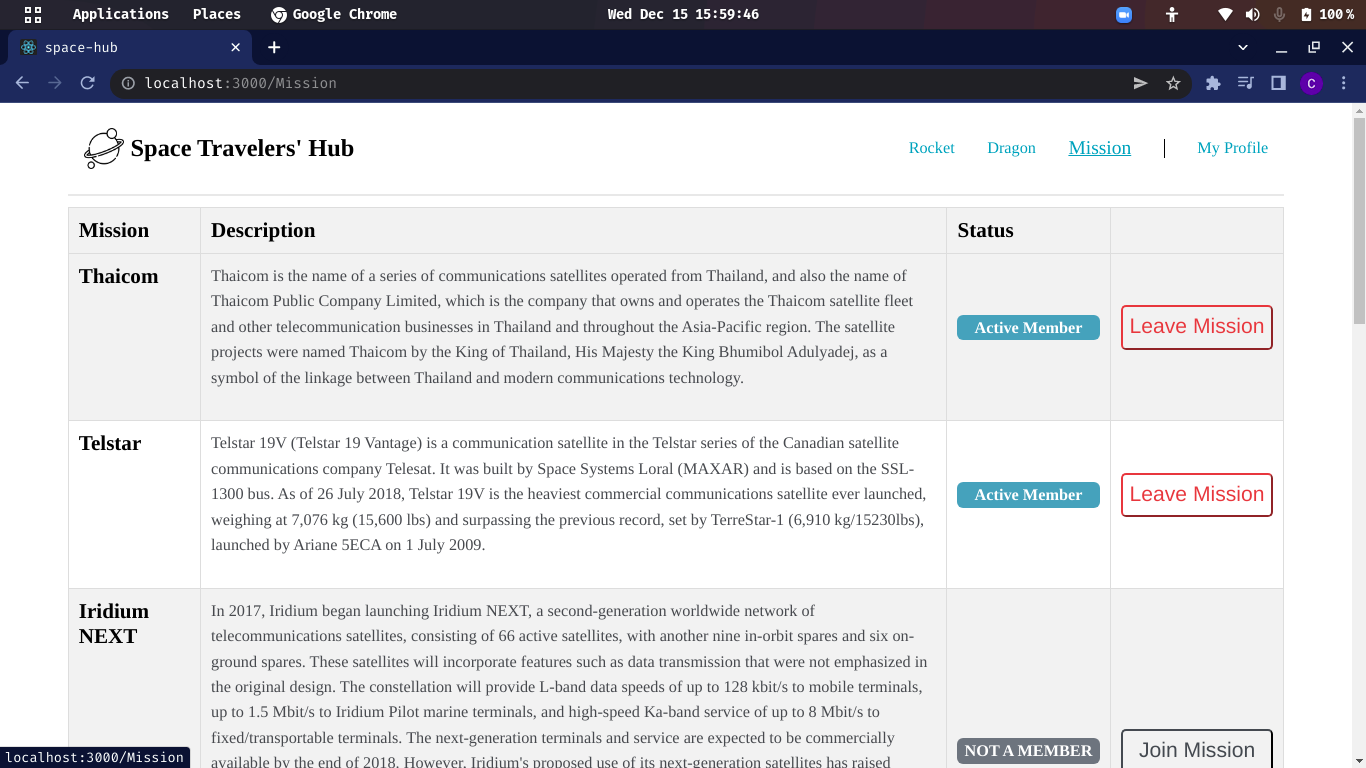 Applications Places Google Chrome Wed Dec 15 15:59:46 100 %
space-hub
localhost:3000/Mission
C
Space Travelers' Hub Rocket Dragon Mission My Profile
Mission Description Status
Thaicom
Thaicom is the name of a series of communications satellites operated from Thailand, and also the name of
Thaicom Public Company Limited, which is the company that owns and operates the Thaicom satellite fleet
and other telecommunication businesses in Thailand and throughout the Asia-Pacific region. The satellite
projects were named Thaicom by the King of Thailand, His Majesty the King Bhumibol Adulyadej, as a
symbol of the linkage between Thailand and modern communications technology.
Active Member
Leave Mission
Telstar
Telstar 19V (Telstar 19 Vantage) is a communication satellite in the Telstar series of the Canadian satellite
communications company Telesat. It was built by Space Systems Loral (MAXAR) and is based on the SSL-
1300 bus. As of 26 July 2018, Telstar 19V is the heaviest commercial communications satellite ever launched,
weighing at 7,076 kg (15,600 lbs) and surpassing the previous record, set by TerreStar-1 (6,910 kg/15230lbs),
launched by Ariane 5ECA on 1 July 2009.
Active Member
Leave Mission
Iridium
NEXT
In 2017, Iridium began launching Iridium NEXT, a second-generation worldwide network of
telecommunications satellites, consisting of 66 active satellites, with another nine in-orbit spares and six on-
ground spares. These satellites will incorporate features such as data transmission that were not emphasized in
the original design. The constellation will provide L-band data speeds of up to 128 kbit/s to mobile terminals,
up to 1.5 Mbit/s to Iridium Pilot marine terminals, and high-speed Ka-band service of up to 8 Mbit/s to
fixed/transportable terminals. The next-generation terminals and service are expected to be commercially
available by the end of 2018. However, Iridium's proposed use of its next-generation satellites has raised
NOT A MEMBER
Join Mission
localhost:3000/Mission